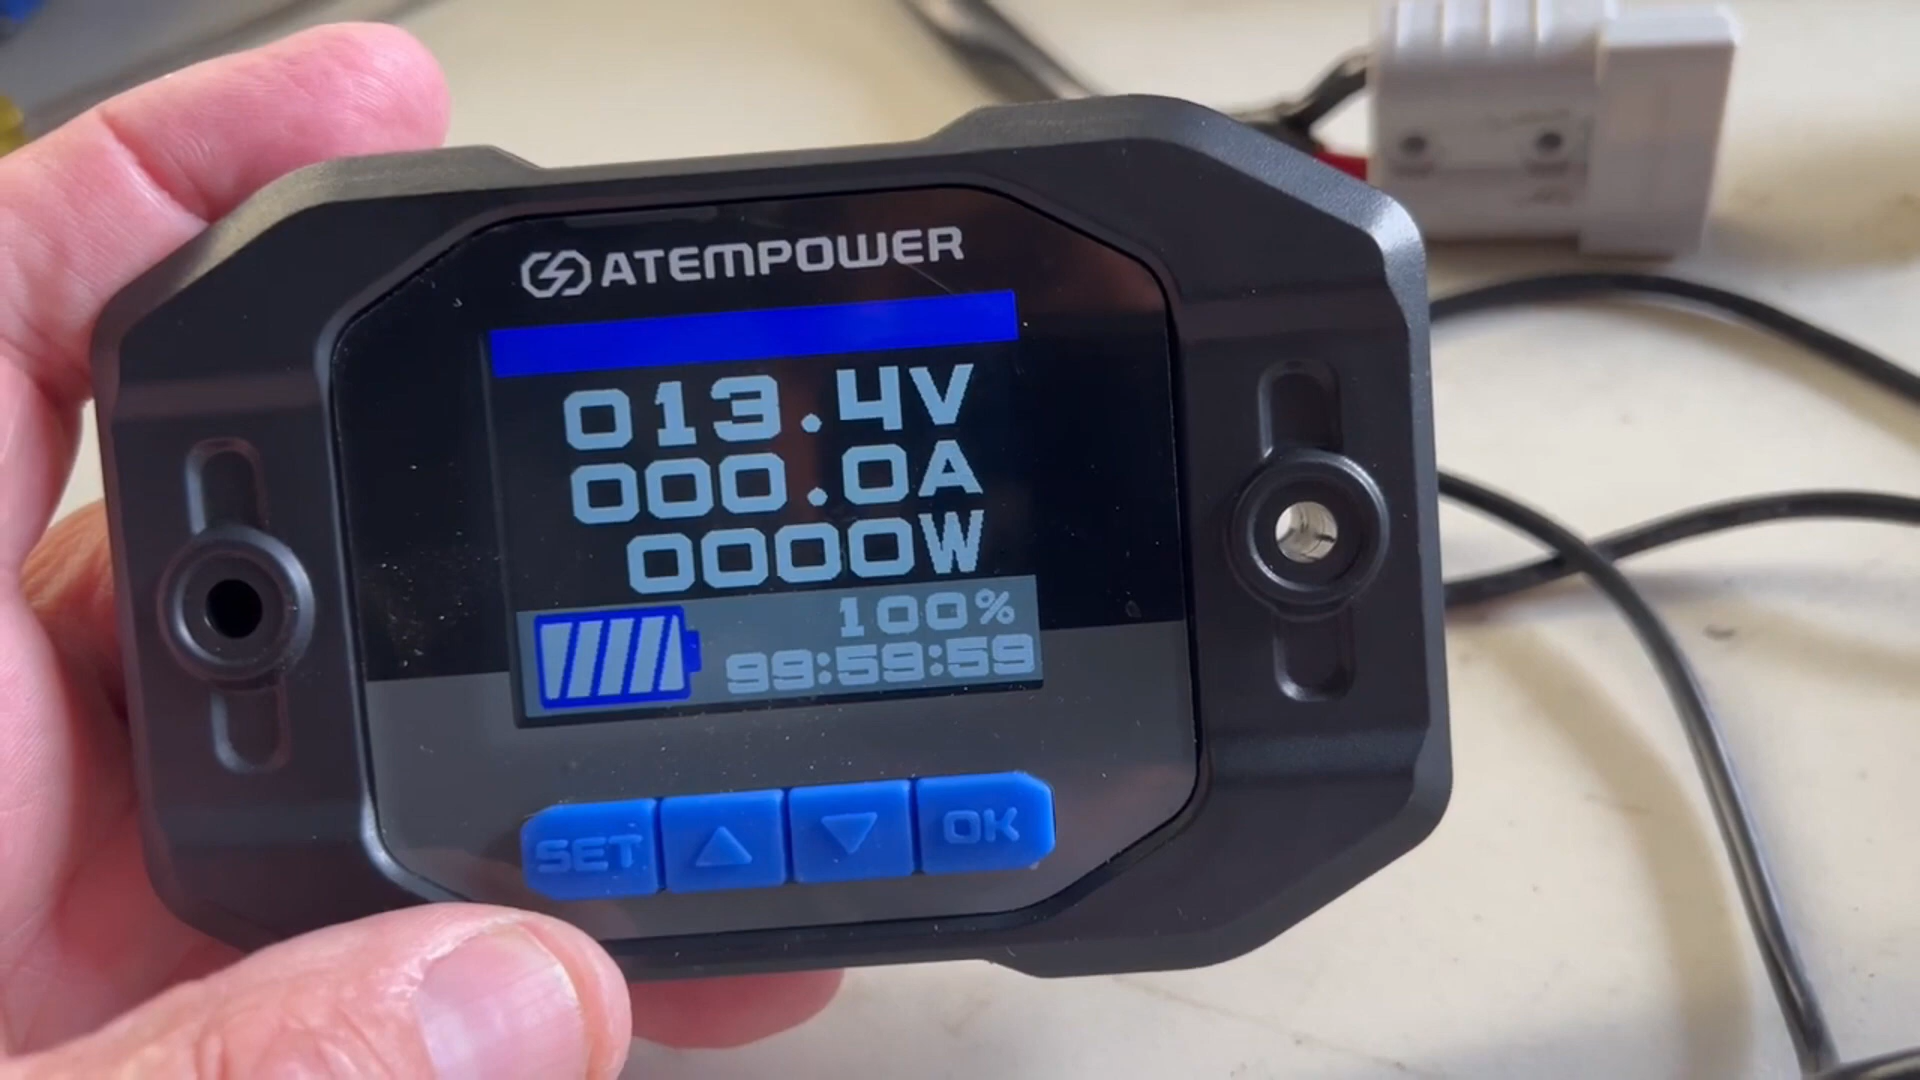 ATEMPOWER
013.4V
000.0A
0000W
100%
99:59:59
SET
OK